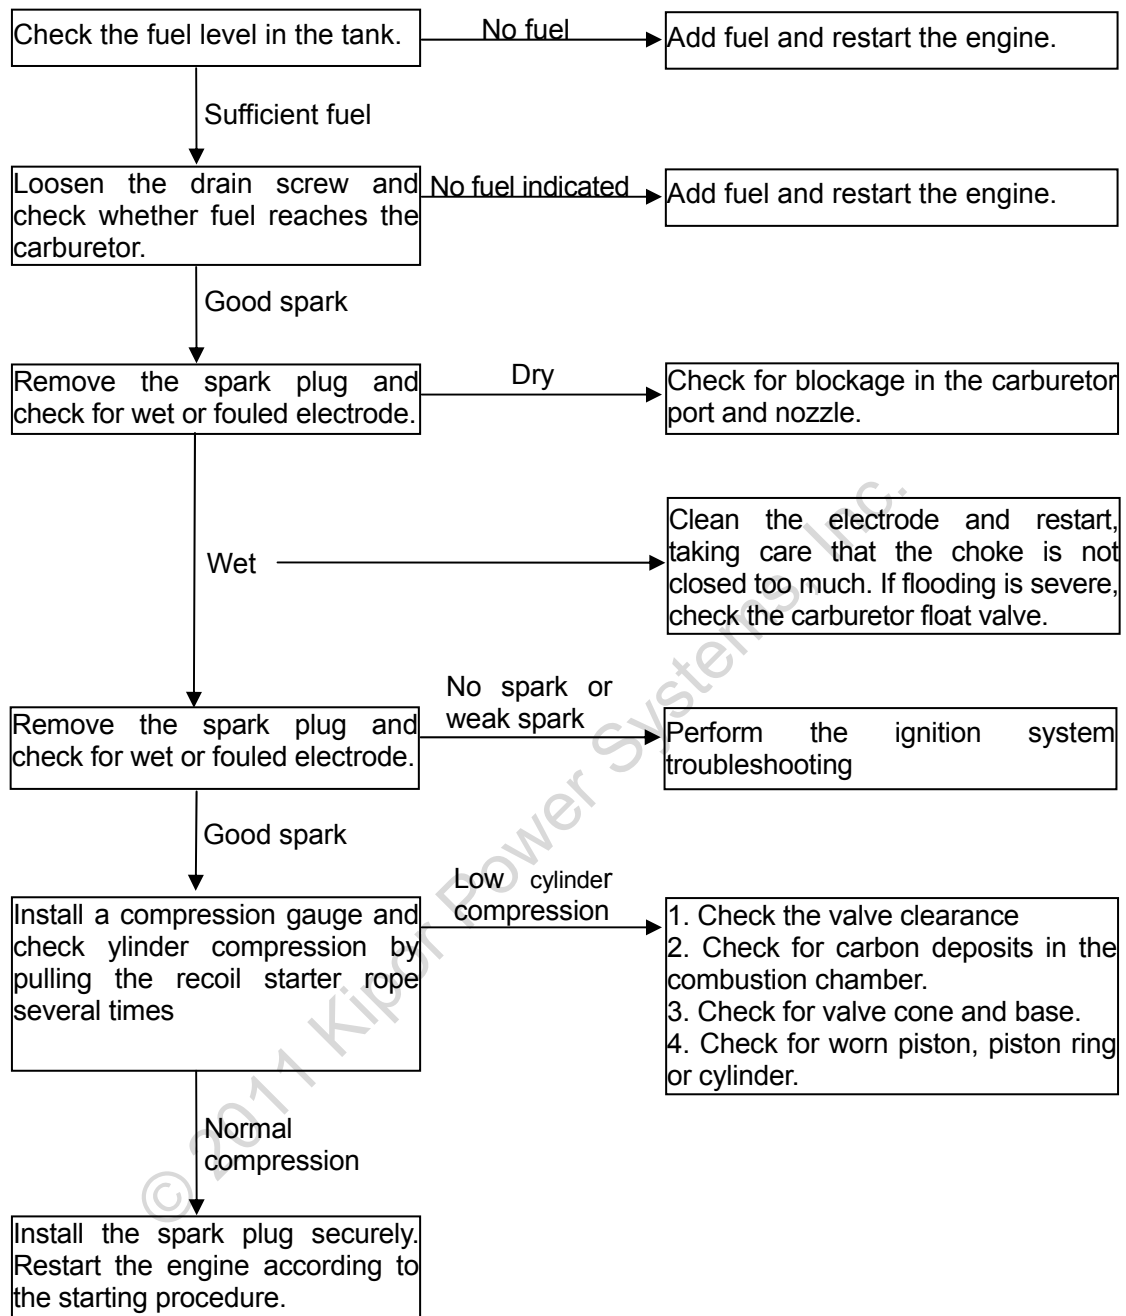 Check the fuel level in the tank.
No fuel
Add fuel and restart the engine.
Sufficient fuel
Loosen the drain screw and
check whether fuel reaches the
carburetor.
No fuel indicated
Add fuel and restart the engine.
Good spark
Remove the spark plug and
check for wet or fouled electrode.
Dry
Check for blockage in the carburetor
port and nozzle.
Wet
Clean the electrode and restart,
taking care that the choke is not
closed too much. If flooding is severe,
check the carburetor float valve.
Remove the spark plug and
check for wet or fouled electrode.
No spark or
weak spark
Perform the ignition system
troubleshooting
Good spark
Install a compression gauge and
check ylinder compression by
pulling the recoil starter rope
several times
Low cylinder
compression
1. Check the valve clearance
2. Check for carbon deposits in the
combustion chamber.
3. Check for valve cone and base.
4. Check for worn piston, piston ring
or cylinder.
Normal
compression
Install the spark plug securely.
Restart the engine according to
the starting procedure.
© 2011 Kipor Power Systems, Inc.